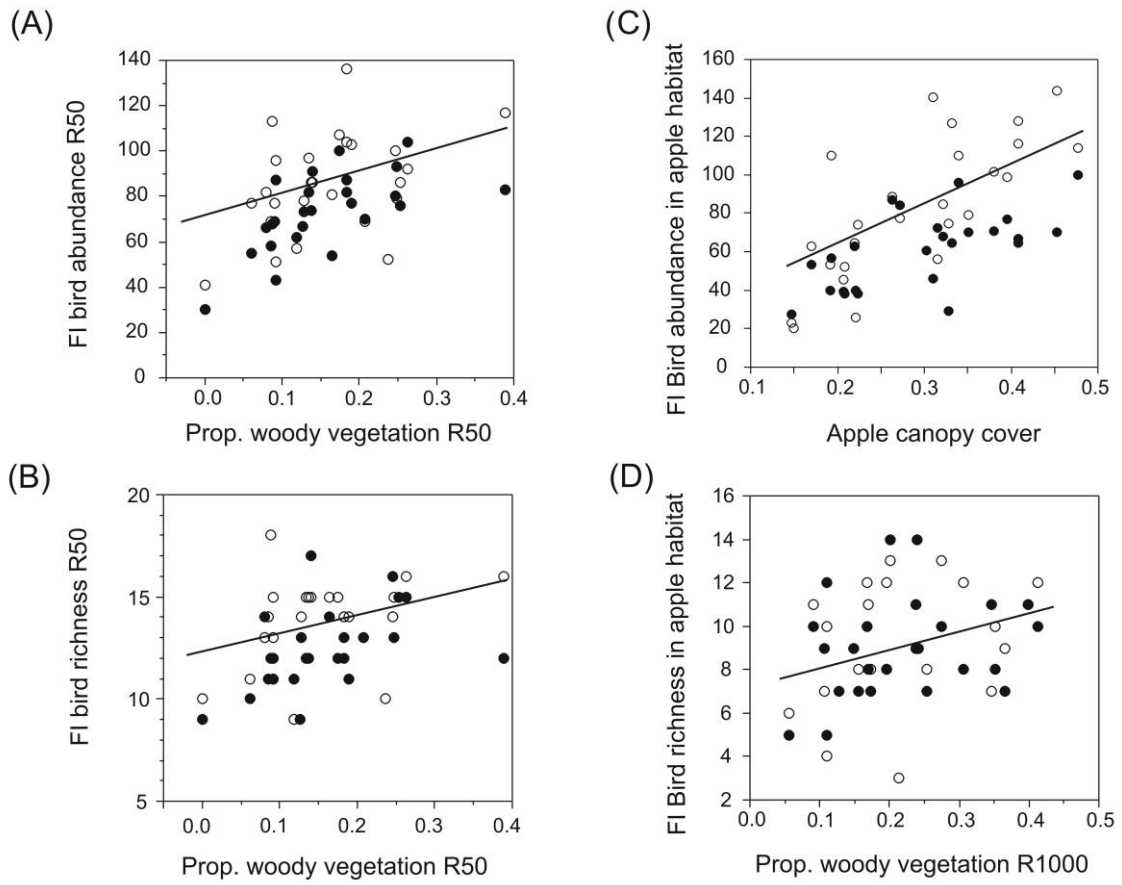 (A)
FI bird abundance R50
140
120
100
80
60
40
20
0
0.0 0.1 0.2 0.3 0.4
Prop. woody vegetation R50
(C)
FI Bird abundance in apple habitat
160
140
120
100
80
60
40
20
0
0.1 0.2 0.3 0.4 0.5
Apple canopy cover
(B)
FI bird richness R50
20
15
10
5
0.0 0.1 0.2 0.3 0.4
Prop. woody vegetation R50
(D)
FI Bird richness in apple habitat
16
14
12
10
8
6
4
2
0.0 0.1 0.2 0.3 0.4 0.5
Prop. woody vegetation R1000